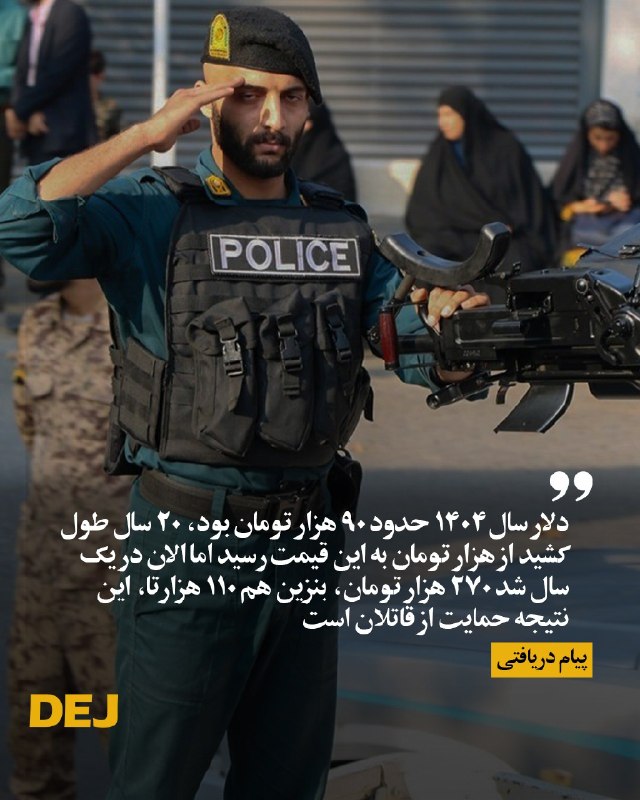 POLICE
دلار سال ۱۴۰۴ حدود ۹۰ هزار تومان بود، ۲۰ سال طول
کشید از هزار تومان به این قیمت رسید اما الان در یک
سال شد ۲۷۰ هزار تومان، بنزین هم ۱۱۰ هزارتا، این
نتیجه حمایت از قاتلان است
پیام دریافتی
DEJ